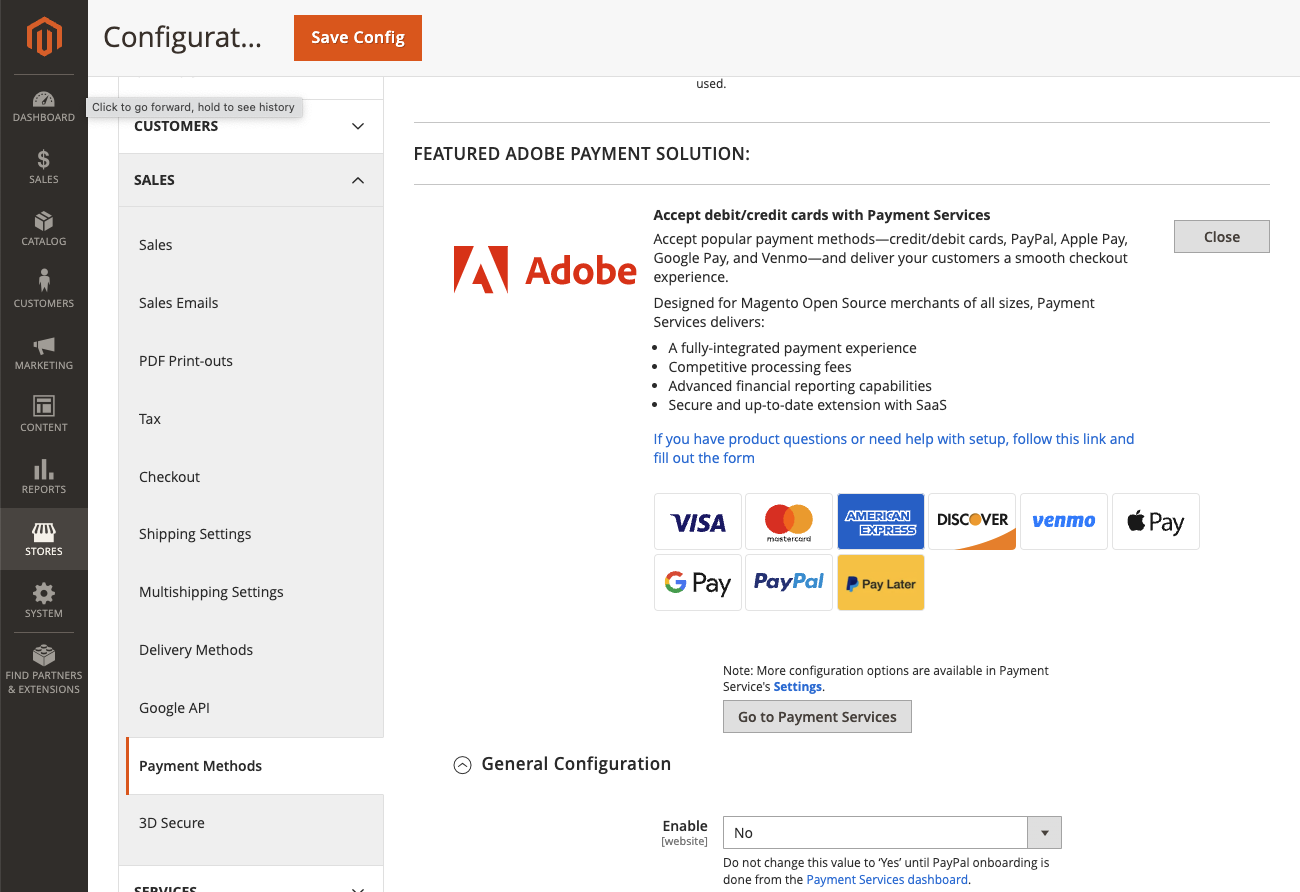 Configurat...
Save Config
DASHBOARD
SALES
CATALOG
CUSTOMERS
MARKETING
CONTENT
REPORTS
STORES
SYSTEM
FIND PARTNERS
& EXTENSIONS
Click to go forward, hold to see history
CUSTOMERS
SALES
Sales
Sales Emails
PDF Print-outs
Tax
Checkout
Shipping Settings
Multishipping Settings
Delivery Methods
Google API
Payment Methods
3D Secure
SERVICES
used.
FEATURED ADOBE PAYMENT SOLUTION:
Adobe
Accept debit/credit cards with Payment Services
Accept popular payment methods—credit/debit cards, PayPal, Apple Pay,
Google Pay, and Venmo—and deliver your customers a smooth checkout
experience.
Designed for Magento Open Source merchants of all sizes, Payment
Services delivers:
• A fully-integrated payment experience
• Competitive processing fees
• Advanced financial reporting capabilities
• Secure and up-to-date extension with SaaS
If you have product questions or need help with setup, follow this link and
fill out the form
Close
VISA
mastercard
AMERICAN
EXPRESS
DISCOVER
venmo
Pay
G Pay
PayPal
Pay Later
Note: More configuration options are available in Payment
Service's Settings.
Go to Payment Services
General Configuration
Enable
[website]
No
Do not change this value to ‘Yes’ until PayPal onboarding is
done from the Payment Services dashboard.